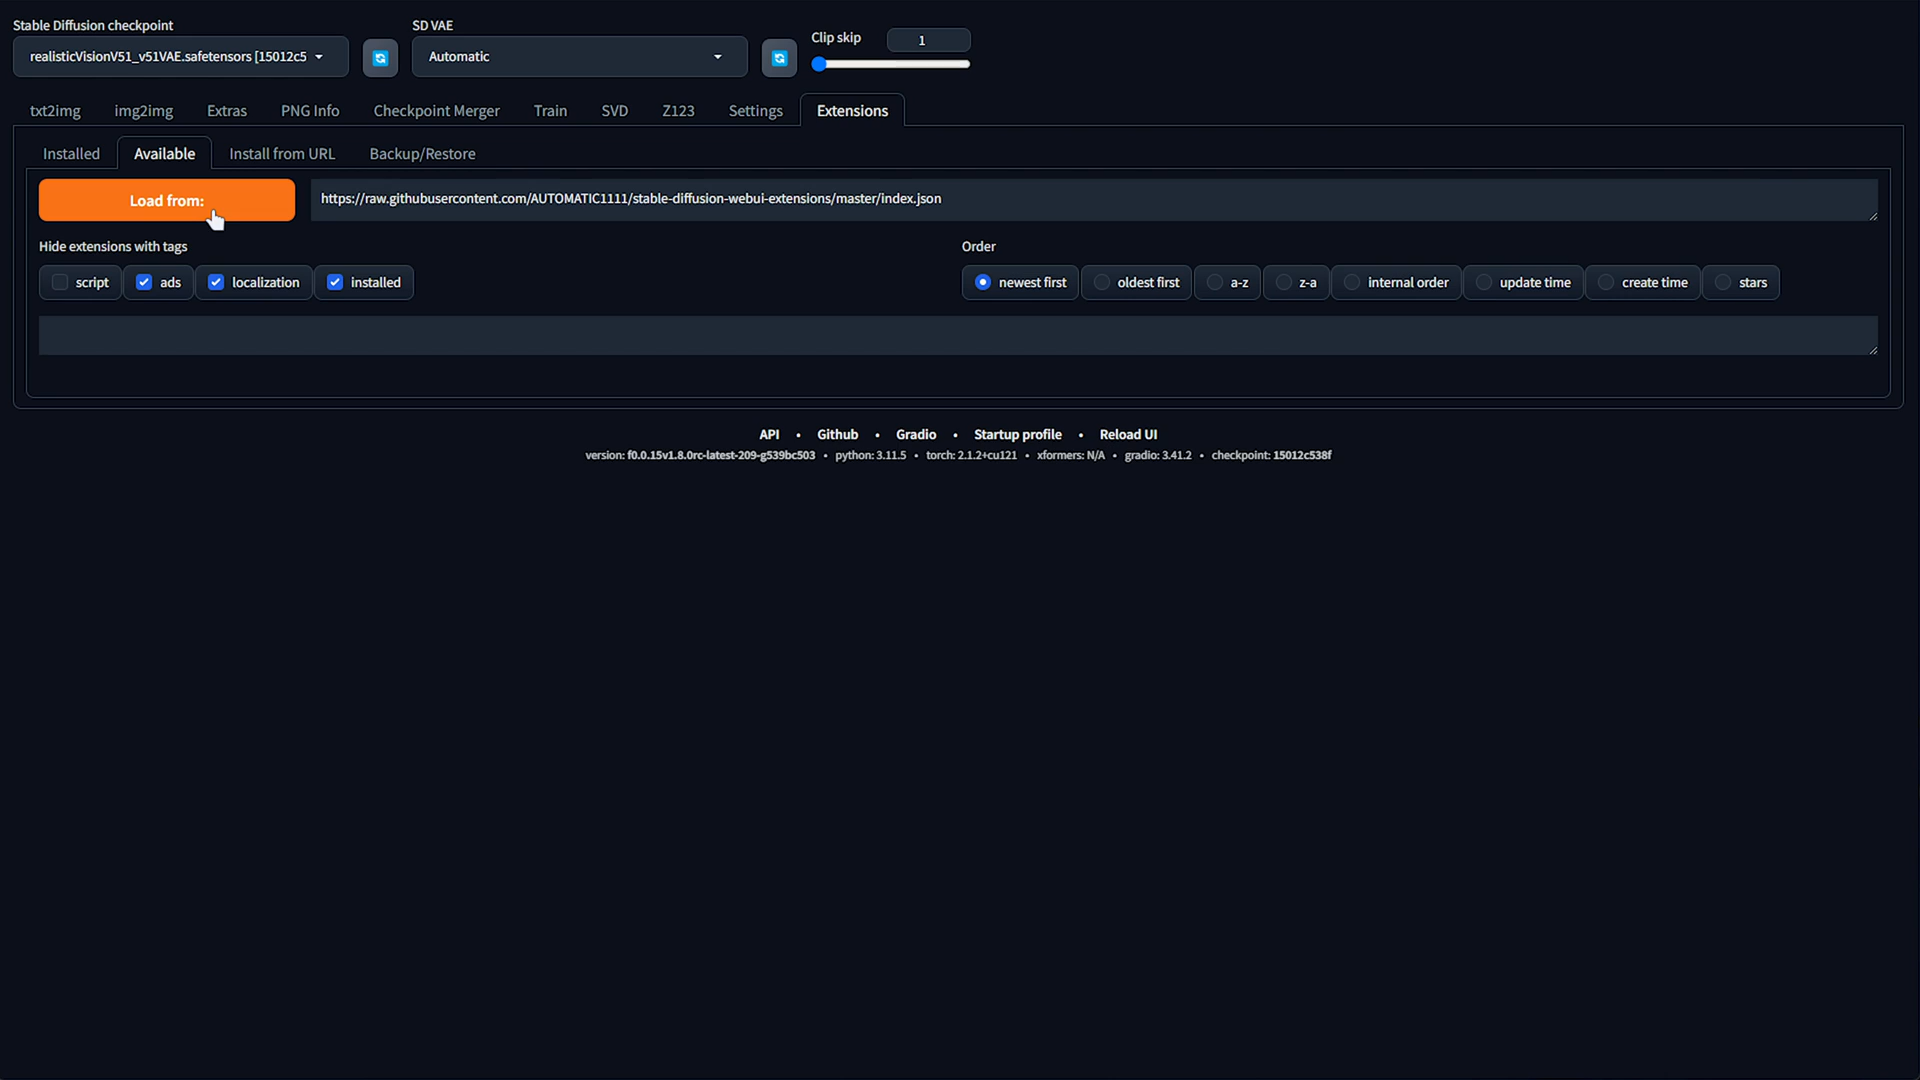 Stable Diffusion checkpoint
SD VAE
Clip skip
1
realisticVisionV51_v51VAE.safetensors [15012c5
Automatic
txt2img
img2img
Extras
PNG Info
Checkpoint Merger
Train
SVD
Z123
Settings
Extensions
Installed
Available
Install from URL
Backup/Restore
Load from:
https://raw.githubusercontent.com/AUTOMATIC1111/stable-diffusion-webui-extensions/master/index.json
Hide extensions with tags
Order
script
ads
localization
installed
newest first
oldest first
a-z
z-a
internal order
update time
create time
stars
API • Github • Gradio • Startup profile • Reload UI
version: f0.0.15v1.8.0rc-latest-209-g539bc503 • python: 3.11.5 • torch: 2.1.2+cu121 • xformers: N/A • gradio: 3.41.2 • checkpoint: 15012c538f